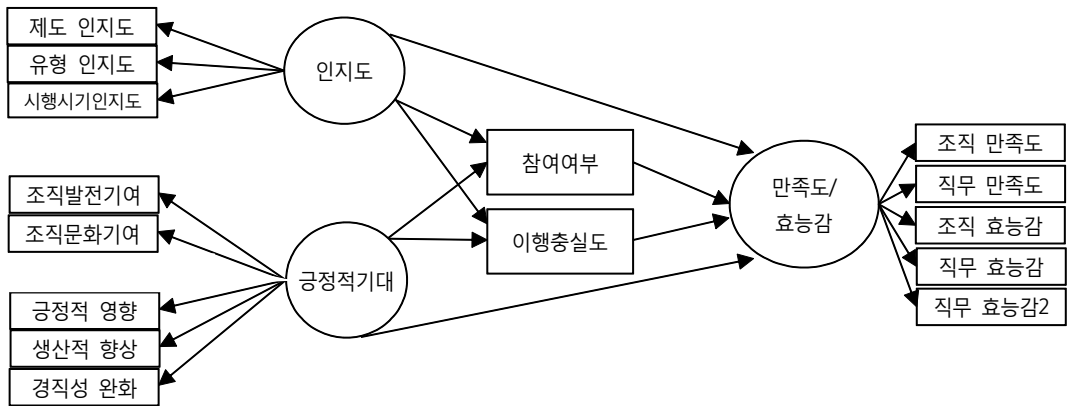 제도 인지도
유형 인지도
시행시기인지도
인지도
조직발전기여
조직문화기여
긍정적 영향
생산적 향상
경직성 완화
긍정적기대
참여여부
이행충실도
만족도/
효능감
조직 만족도
직무 만족도
조직 효능감
직무 효능감
직무 효능감2